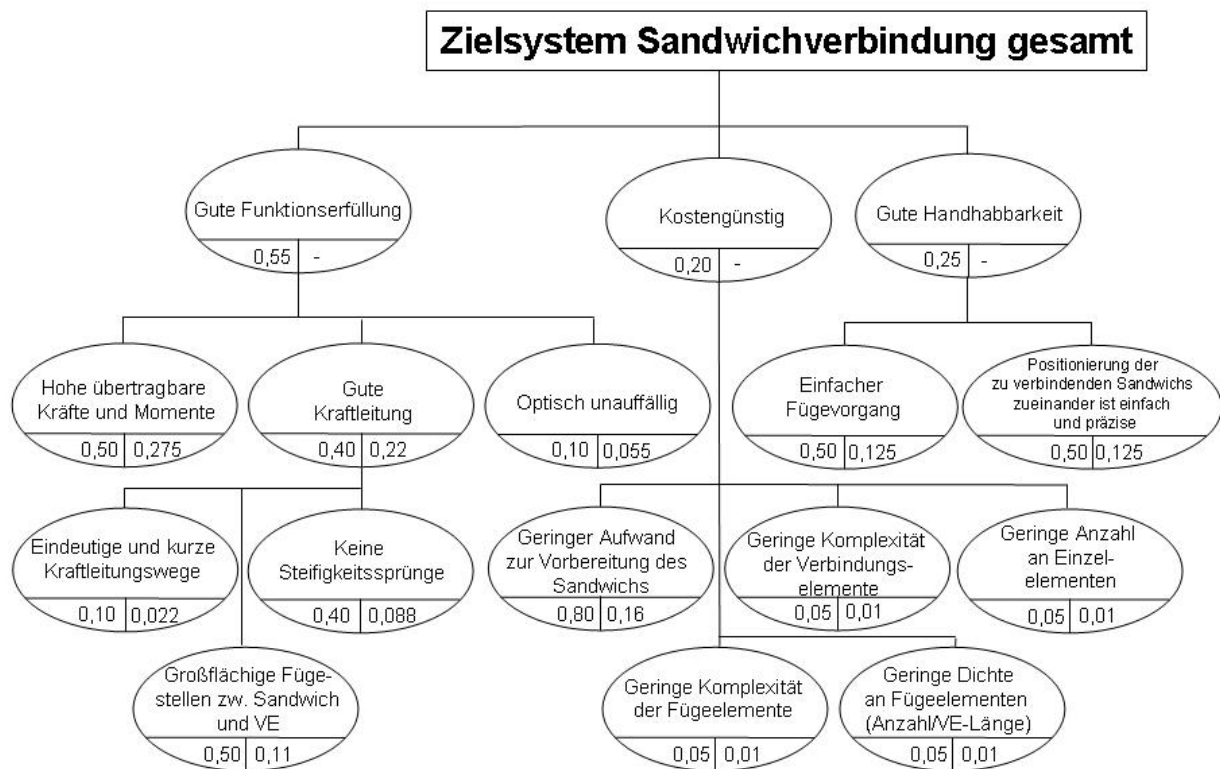 Zielsystem Sandwichverbindung gesamt
Gute Funktionserfüllung
0,55 -
Kostengünstig
0,20 -
Gute Handhabbarkeit
0,25 -
Hohe übertragbare
Kräfte und Momente
0,50 0,275
Gute
Kraftleitung
0,40 0,22
Optisch unauffällig
0,10 0,055
Einfacher
Fügevorgang
0,50 0,125
Positionierung der
zu verbindenden Sandwichs
zueinander ist einfach
und präzise
0,50 0,125
Eindeutige und kurze
Kraftleitungswege
0,10 0,022
Keine
Steifigkeitssprünge
0,40 0,088
Geringer Aufwand
zur Vorbereitung des
Sandwichs
0,80 0,16
Geringe Komplexität
der Verbindungs-
elemente
0,05 0,01
Geringe Anzahl
an Einzel-
elementen
0,05 0,01
Großflächige Füge-
stellen zw. Sandwich
und VE
0,50 0,11
Geringe Komplexität
der Fügeelemente
0,05 0,01
Geringe Dichte
an Fügeelementen
(Anzahl/VE-Länge)
0,05 0,01